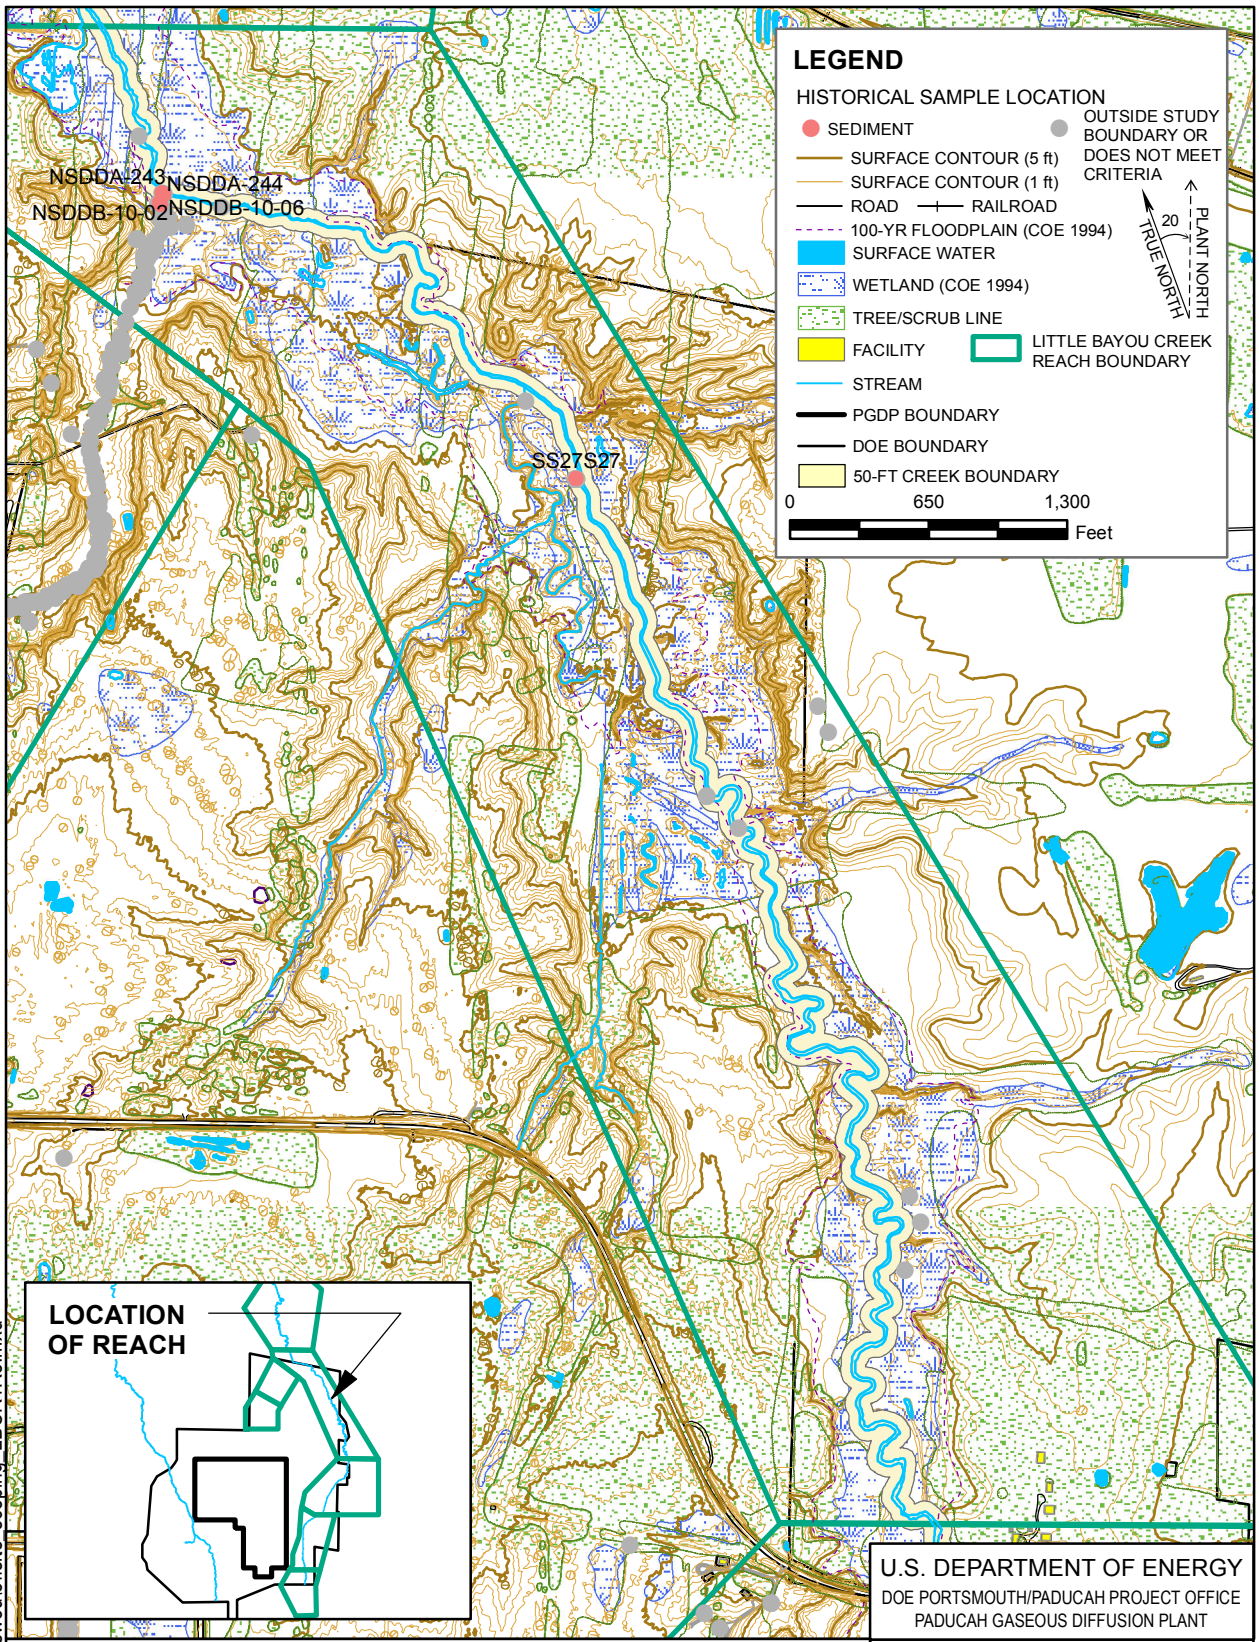 LEGEND
HISTORICAL SAMPLE LOCATION
SEDIMENT
OUTSIDE STUDY
BOUNDARY OR
DOES NOT MEET
CRITERIA
SURFACE CONTOUR (5 ft)
SURFACE CONTOUR (1 ft)
ROAD
RAILROAD
100-YR FLOODPLAIN (COE 1994)
SURFACE WATER
WETLAND (COE 1994)
TREE/SCRUB LINE
FACILITY
LITTLE BAYOU CREEK
REACH BOUNDARY
STREAM
PGDP BOUNDARY
DOE BOUNDARY
50-FT CREEK BOUNDARY
20
TRUE NORTH
PLANT NORTH
0 650 1,300
Feet
NSDDA-243
NSDDA-244
NSDDB-10-02
NSDDB-10-06
SS27S27
LOCATION
OF REACH
U.S. DEPARTMENT OF ENERGY
DOE PORTSMOUTH/PADUCAH PROJECT OFFICE
PADUCAH GASEOUS DIFFUSION PLANT